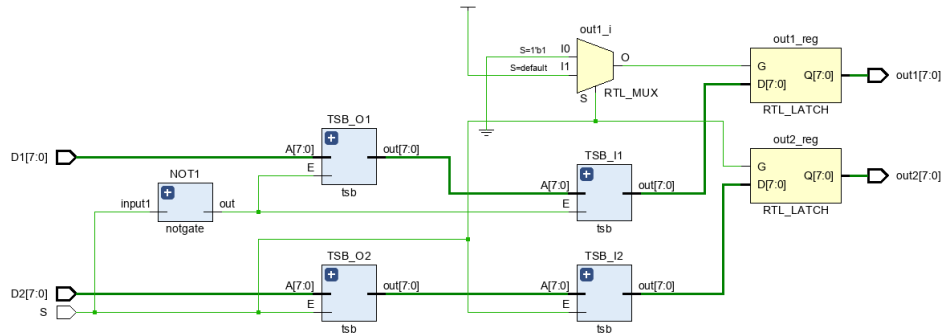 out1_i
S=1'b1
I0
S=default
I1
O
S
RTL_MUX
out1_reg
G
D[7:0]
Q[7:0]
RTL_LATCH
out1[7:0]
out2_reg
G
D[7:0]
Q[7:0]
RTL_LATCH
out2[7:0]
D1[7:0]
TSB_O1
A[7:0]
out[7:0]
E
tsb
NOT1
input1
out
notgate
TSB_I1
A[7:0]
out[7:0]
E
tsb
D2[7:0]
S
TSB_O2
A[7:0]
out[7:0]
E
tsb
TSB_I2
A[7:0]
out[7:0]
E
tsb